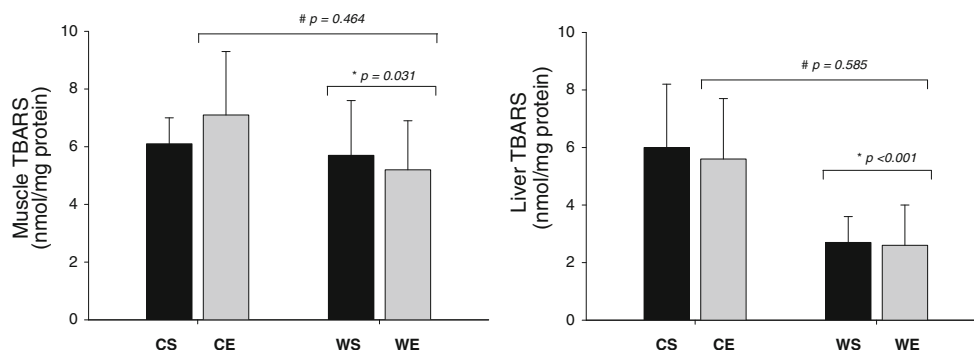 Muscle TBARS
(nmol/mg protein)
10
8
6
4
2
0
# p = 0.464
* p = 0.031
CS CE WS WE
Liver TBARS
(nmol/mg protein)
10
8
6
4
2
0
# p = 0.585
* p <0.001
CS CE WS WE